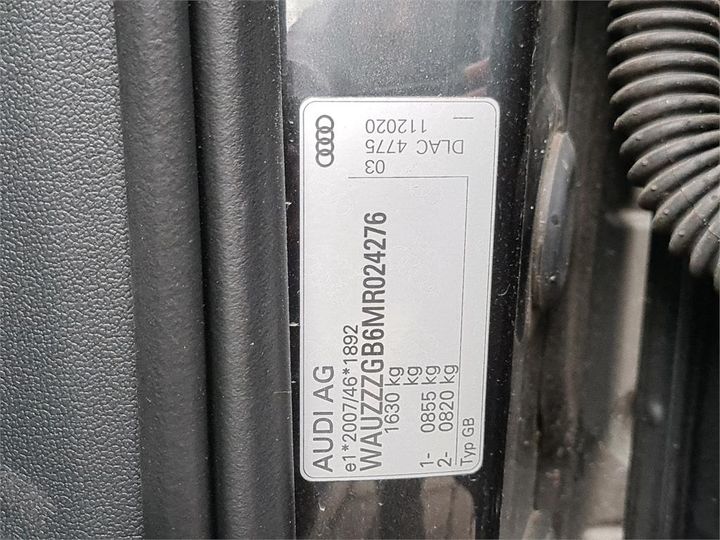 AUDI AG
e1*2007/46*1892
WAUZZZGB6MR024276
1630 kg
1- 0855 kg
2- 0820 kg
Typ GB
03
DLAC 4775
112020